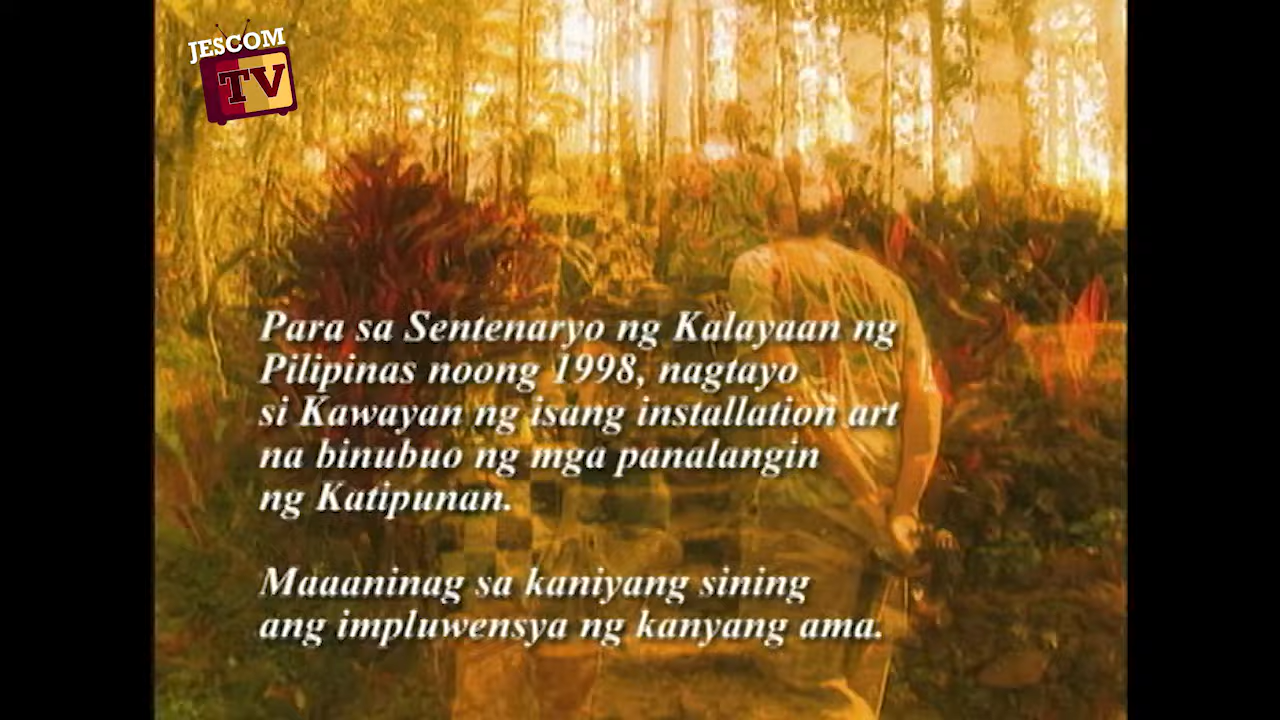 JESCOM
TV
Para sa Sentenaryo ng Kalayaan ng
Pilipinas noong 1998, nagtayo
si Kawayan ng isang installation art
na binubuo ng mga panalangin
ng Katipunan.
Maaaninag sa kaniyang sining
ang impluwensya ng kanyang ama.